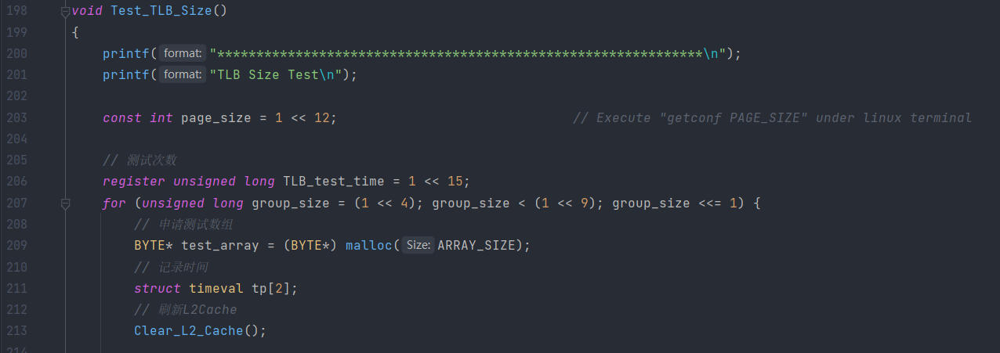 198 void Test_TLB_Size()
199 {
200 printf( format: "**************************************************************\n");
201 printf( format: "TLB Size Test\n");
202
203 const int page_size = 1 << 12; // Execute "getconf PAGE_SIZE" under linux terminal
204
205 // 测试次数
206 register unsigned long TLB_test_time = 1 << 15;
207 for (unsigned long group_size = (1 << 4); group_size < (1 << 9); group_size <<= 1) {
208 // 申请测试数组
209 BYTE* test_array = (BYTE*) malloc( Size: ARRAY_SIZE);
210 // 记录时间
211 struct timeval tp[2];
212 // 刷新L2Cache
213 Clear_L2_Cache();
214